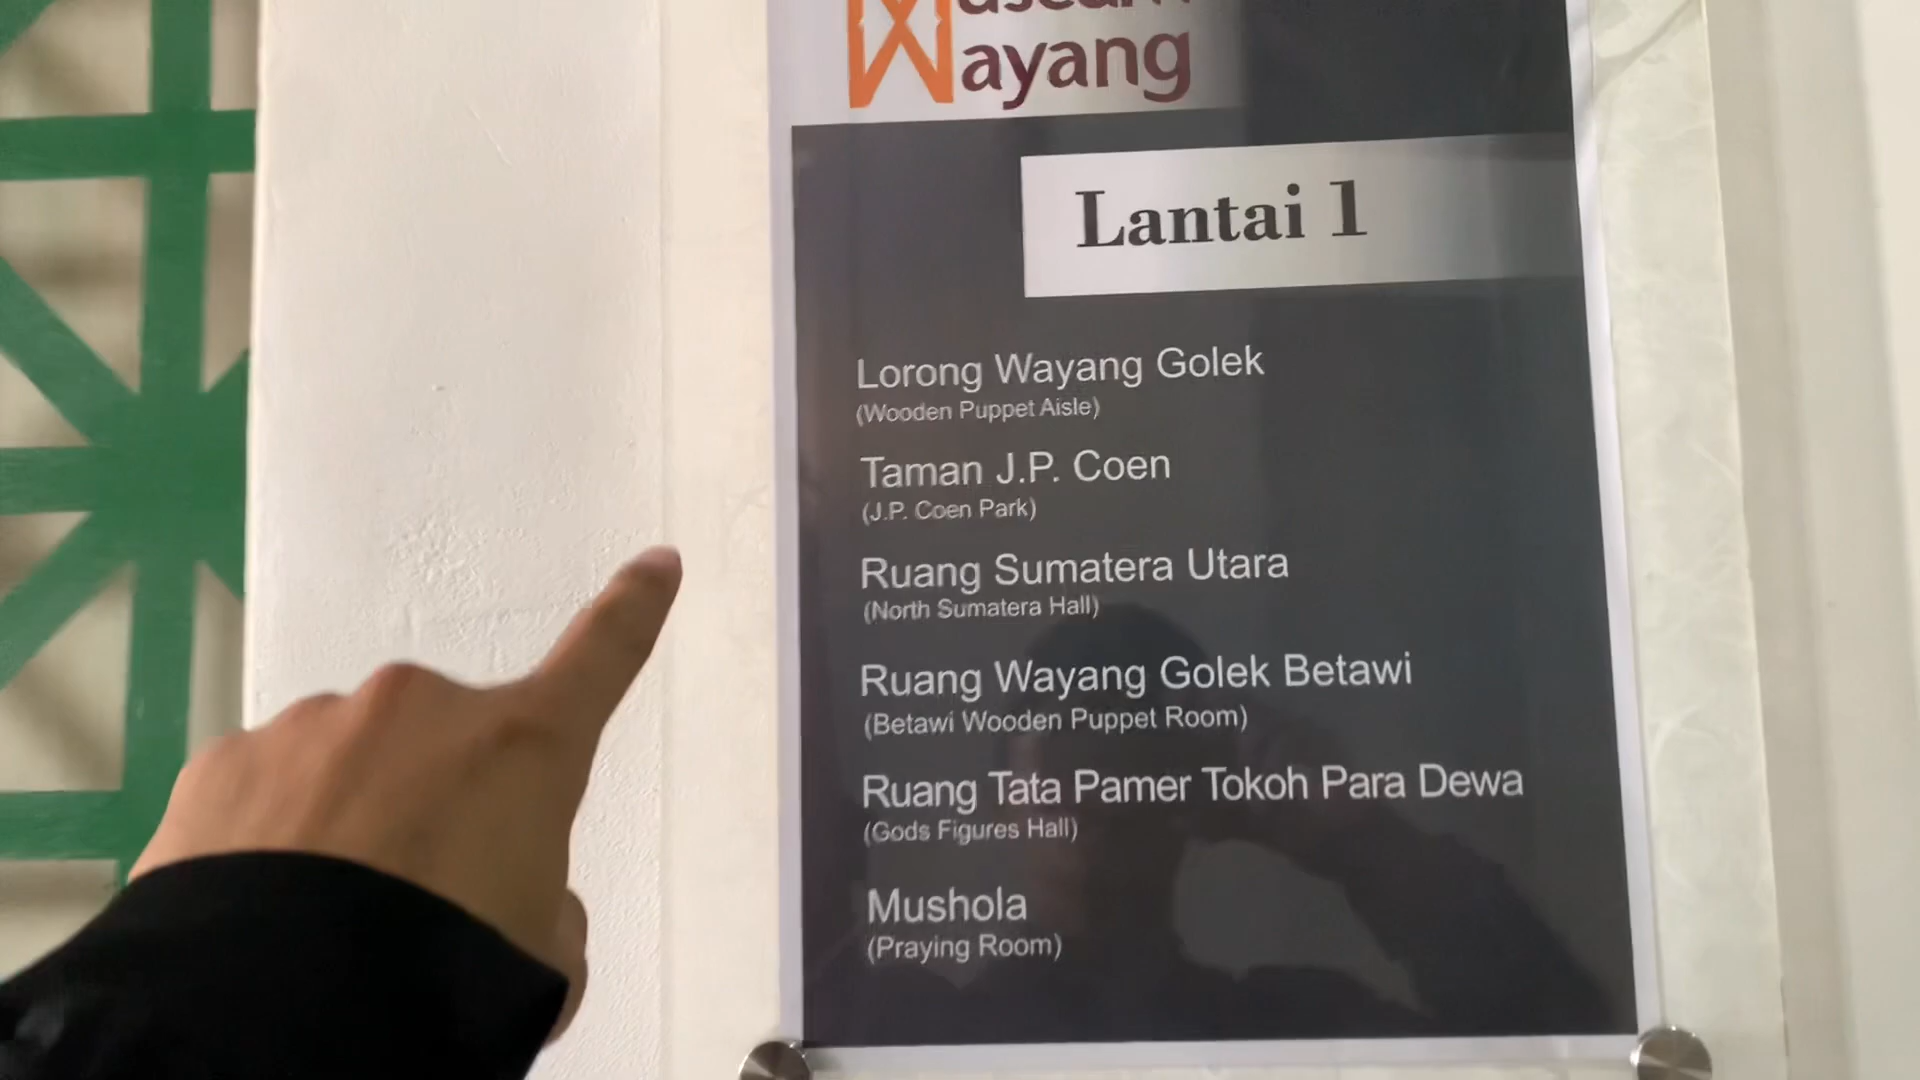 Museum
Wayang
Lantai 1
Lorong Wayang Golek
(Wooden Puppet Aisle)
Taman J.P. Coen
(J.P. Coen Park)
Ruang Sumatera Utara
(North Sumatera Hall)
Ruang Wayang Golek Betawi
(Betawi Wooden Puppet Room)
Ruang Tata Pamer Tokoh Para Dewa
(Gods Figures Hall)
Mushola
(Praying Room)